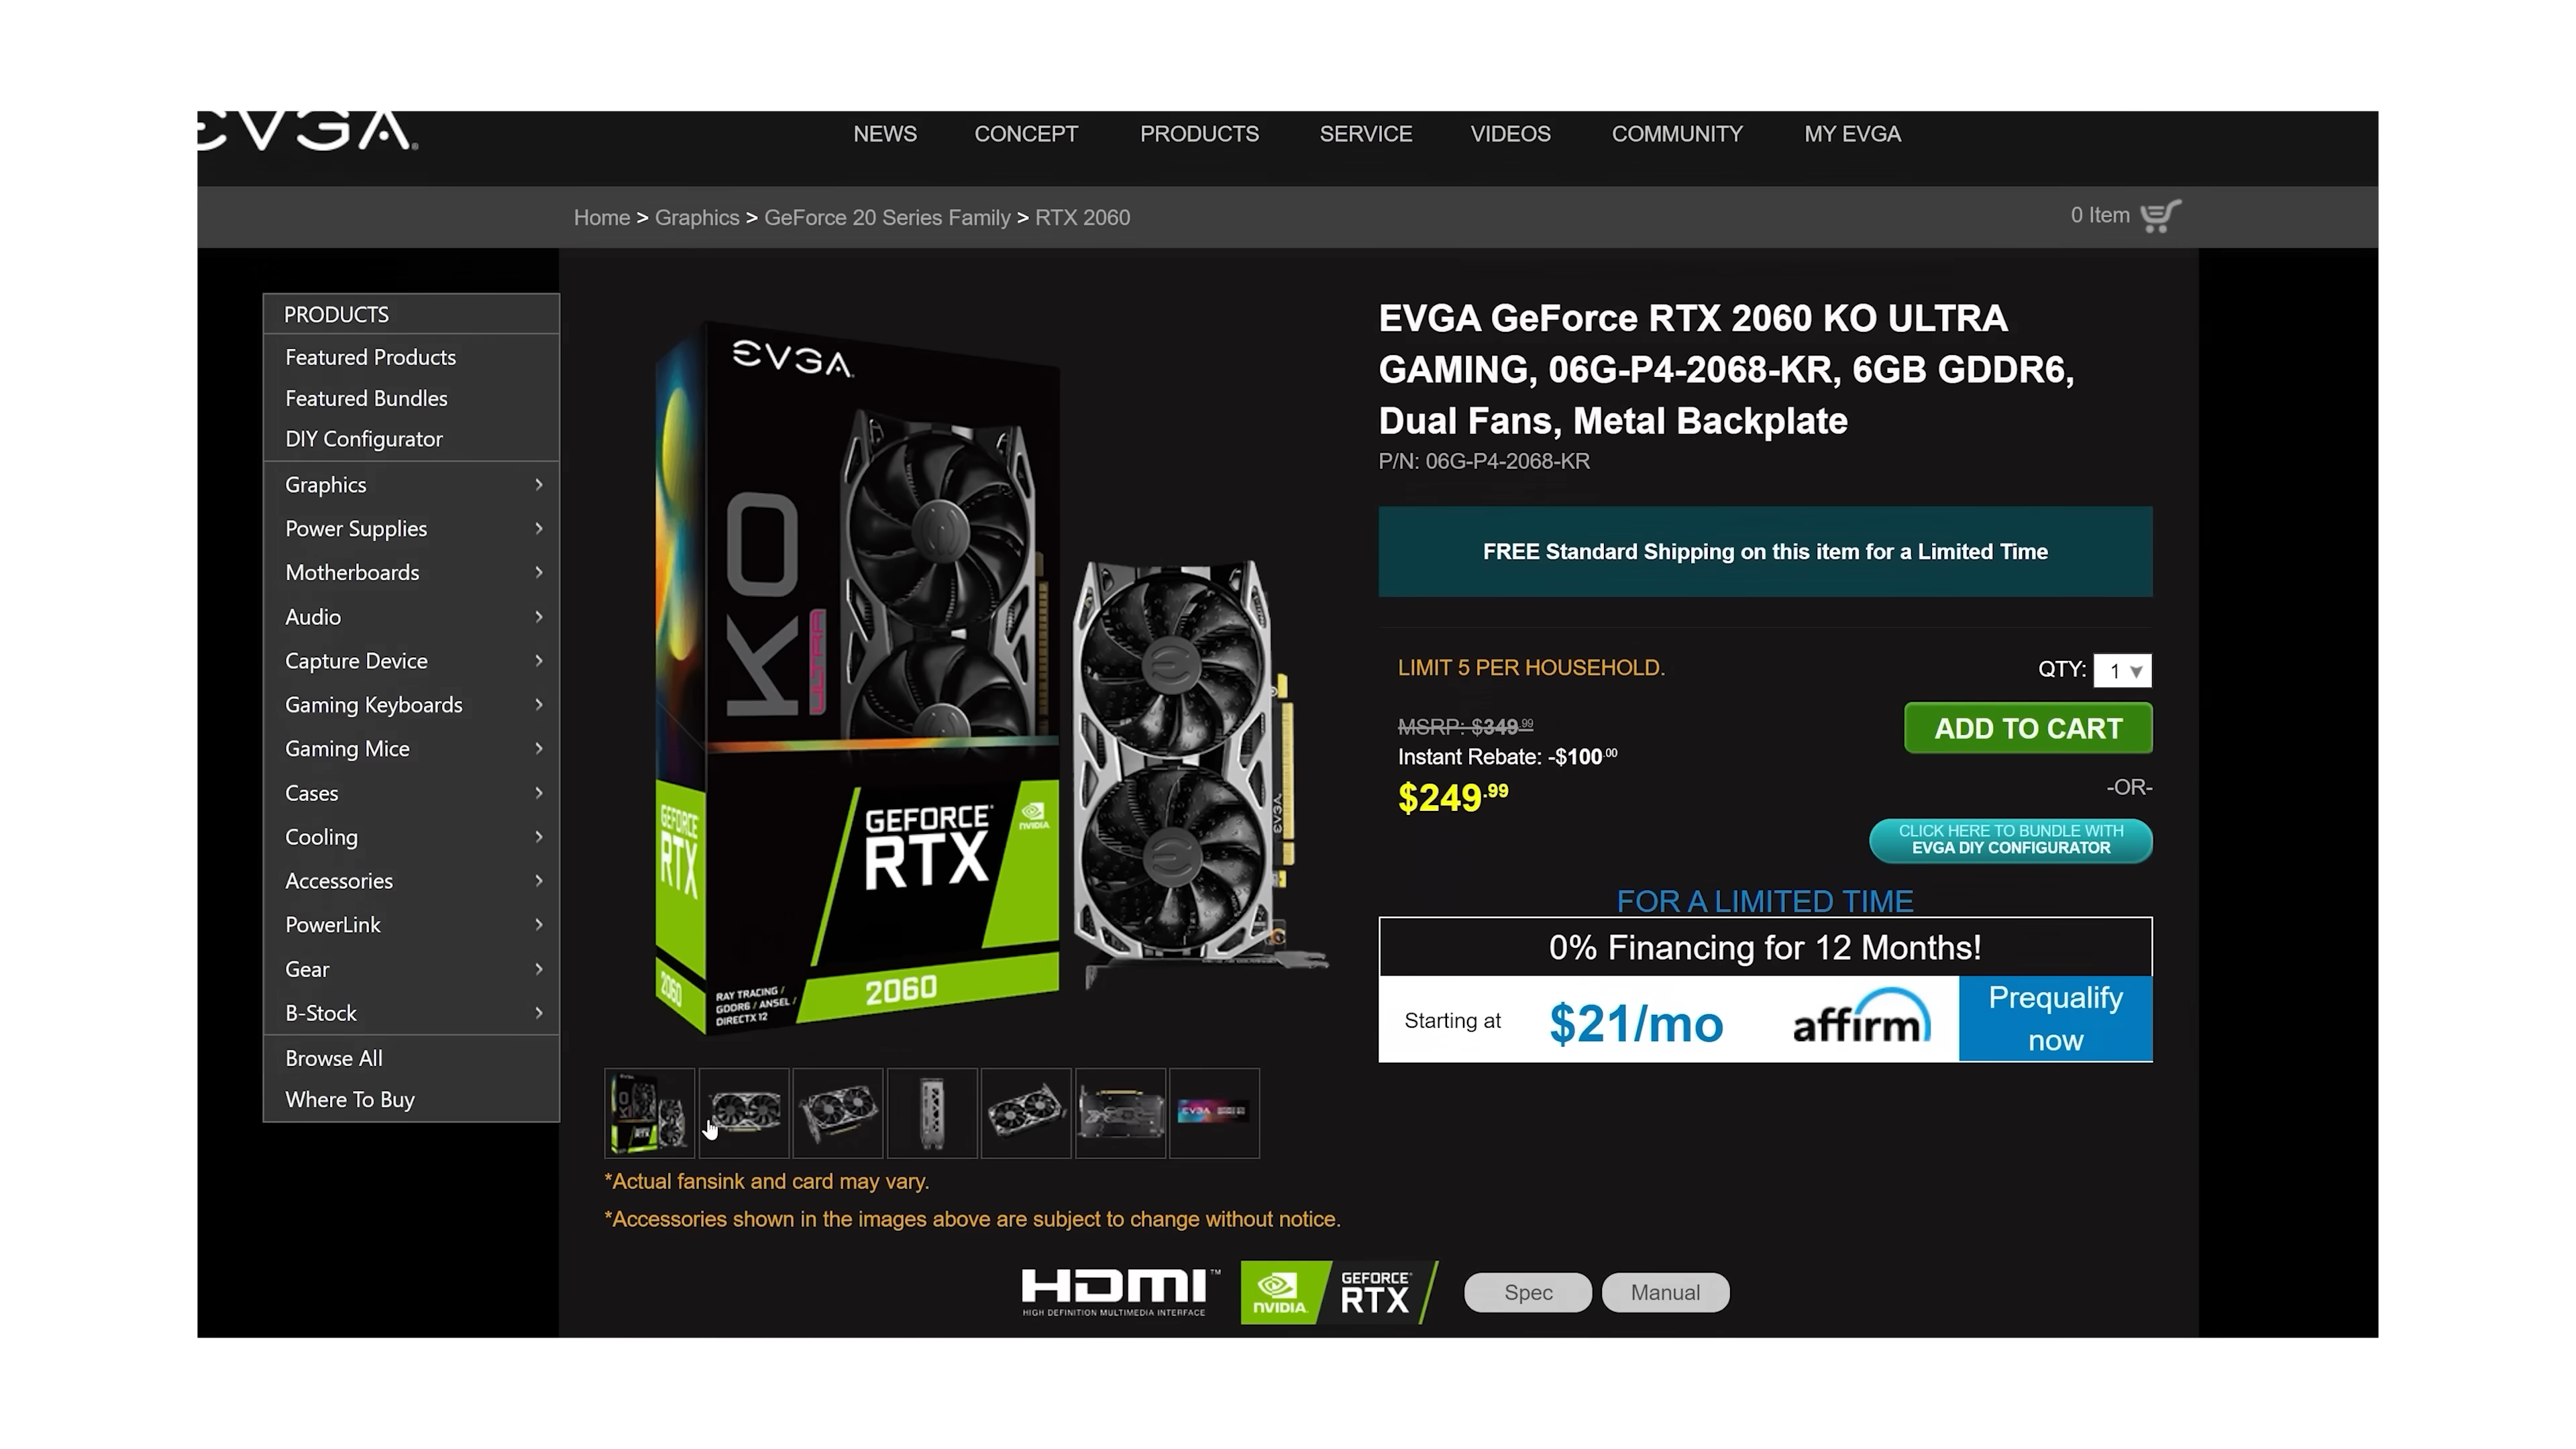 EVGA
NEWS
CONCEPT
PRODUCTS
SERVICE
VIDEOS
COMMUNITY
MY EVGA
Home > Graphics > GeForce 20 Series Family > RTX 2060
0 Item
PRODUCTS
Featured Products
Featured Bundles
DIY Configurator
Graphics
Power Supplies
Motherboards
Audio
Capture Device
Gaming Keyboards
Gaming Mice
Cases
Cooling
Accessories
PowerLink
Gear
B-Stock
Browse All
Where To Buy
EVGA
KO
ULTRA
GEFORCE
RTX
NVIDIA
2060
RAY TRACING /
GDDR6 / ANSEL /
DIRECTX 12
GEFORCE
RTX
2060
EVGA
*Actual fansink and card may vary.
*Accessories shown in the images above are subject to change without notice.
EVGA GeForce RTX 2060 KO ULTRA
GAMING, 06G-P4-2068-KR, 6GB GDDR6,
Dual Fans, Metal Backplate
P/N: 06G-P4-2068-KR
FREE Standard Shipping on this item for a Limited Time
LIMIT 5 PER HOUSEHOLD.
QTY: 1
MSRP: $349.99
Instant Rebate: -$100.00
$249.99
ADD TO CART
-OR-
CLICK HERE TO BUNDLE WITH
EVGA DIY CONFIGURATOR
FOR A LIMITED TIME
0% Financing for 12 Months!
Starting at
$21/mo
affirm
Prequalify
now
HDMI™
HIGH DEFINITION MULTIMEDIA INTERFACE
NVIDIA
GEFORCE
RTX
Spec
Manual